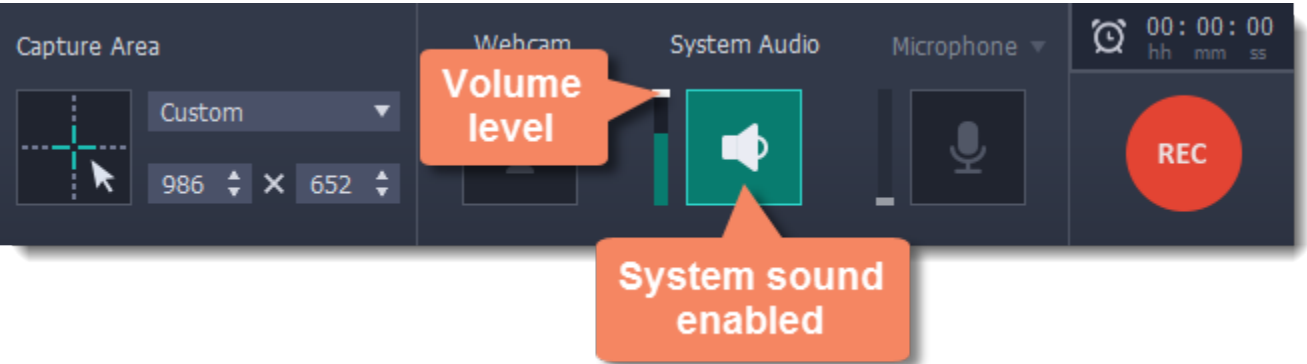 Capture Area
Custom
986 × 652
Webcam
Volume
level
System Audio
System sound
enabled
Microphone
00:00:00
hh mm ss
REC